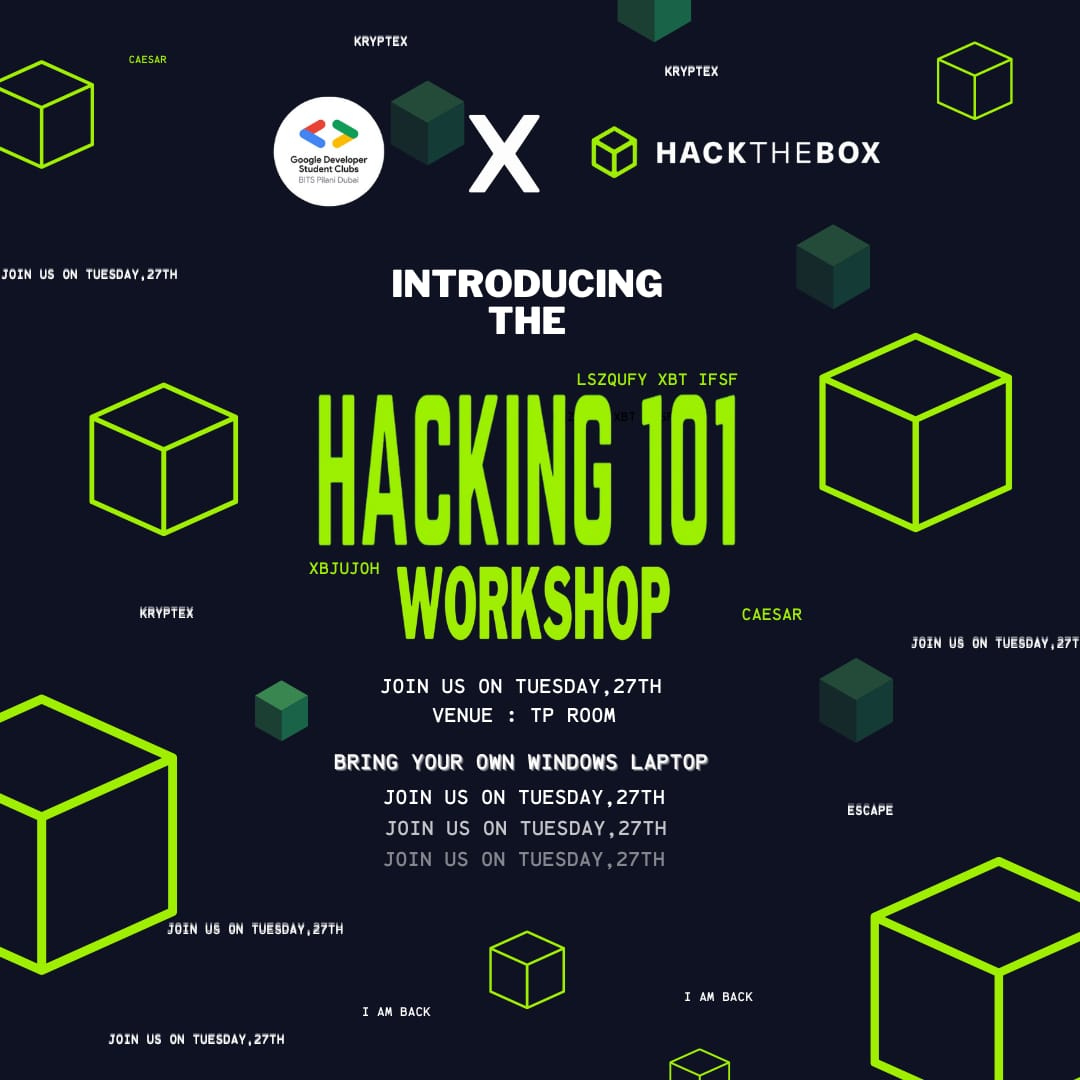 KRYPTEX
CAESAR
KRYPTEX
Google Developer
Student Clubs
BITS Pilani Dubai
X
HACKTHEBOX
JOIN US ON TUESDAY,27TH
INTRODUCING
THE
LSZQUFY XBT IFSF
XBT
HACKING 101
XBJUJOH
WORKSHOP
KRYPTEX
CAESAR
JOIN US ON TUESDAY,27T
JOIN US ON TUESDAY,27TH
VENUE : TP ROOM
BRING YOUR OWN WINDOWS LAPTOP
JOIN US ON TUESDAY,27TH
ESCAPE
JOIN US ON TUESDAY,27TH
JOIN US ON TUESDAY,27TH
JOIN US ON TUESDAY,27TH
I AM BACK
I AM BACK
JOIN US ON TUESDAY,27TH